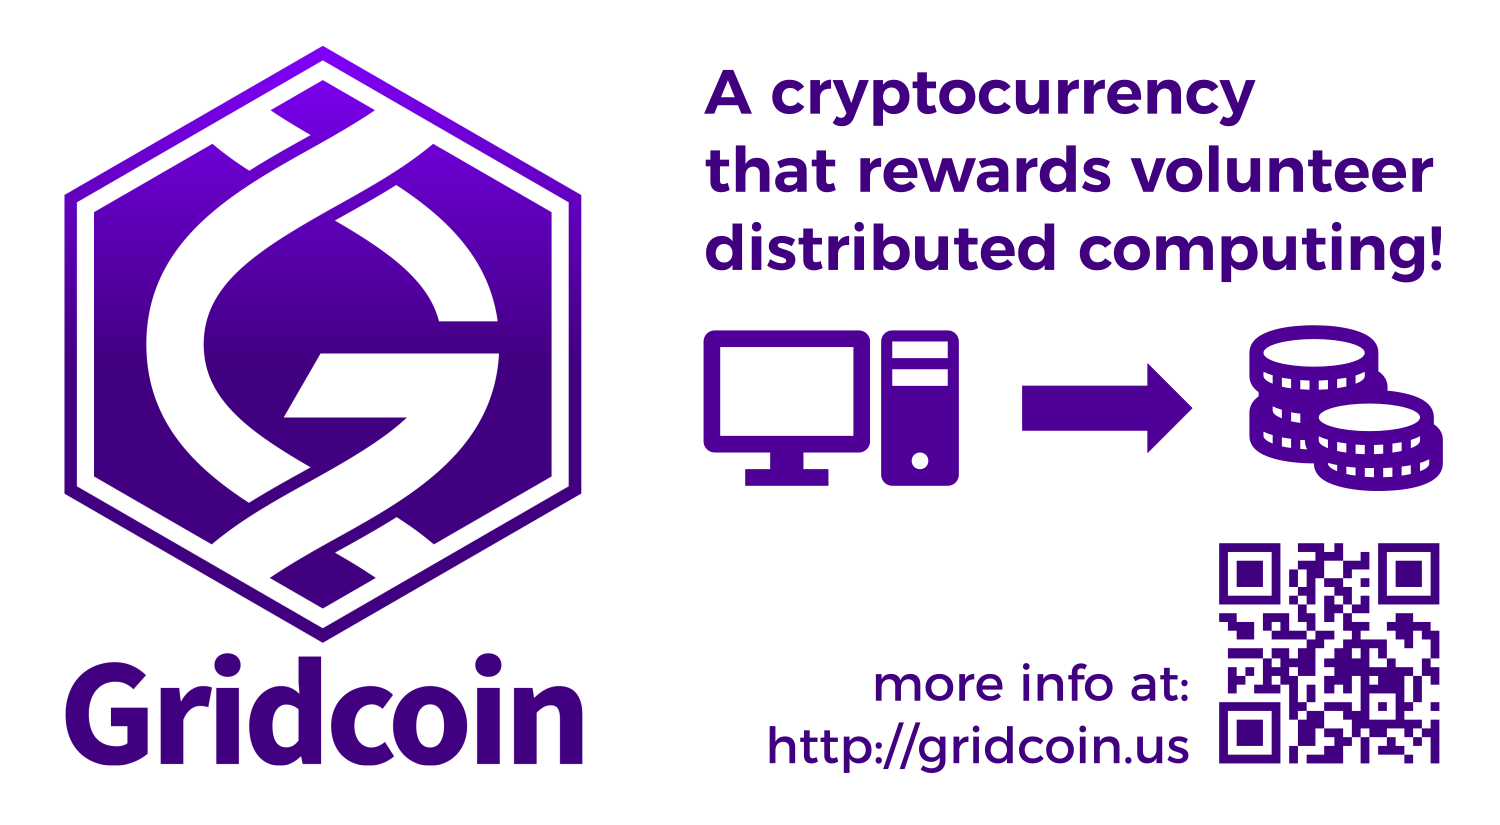 A cryptocurrency
that rewards volunteer
distributed computing!
Gridcoin
more info at:
http://gridcoin.us